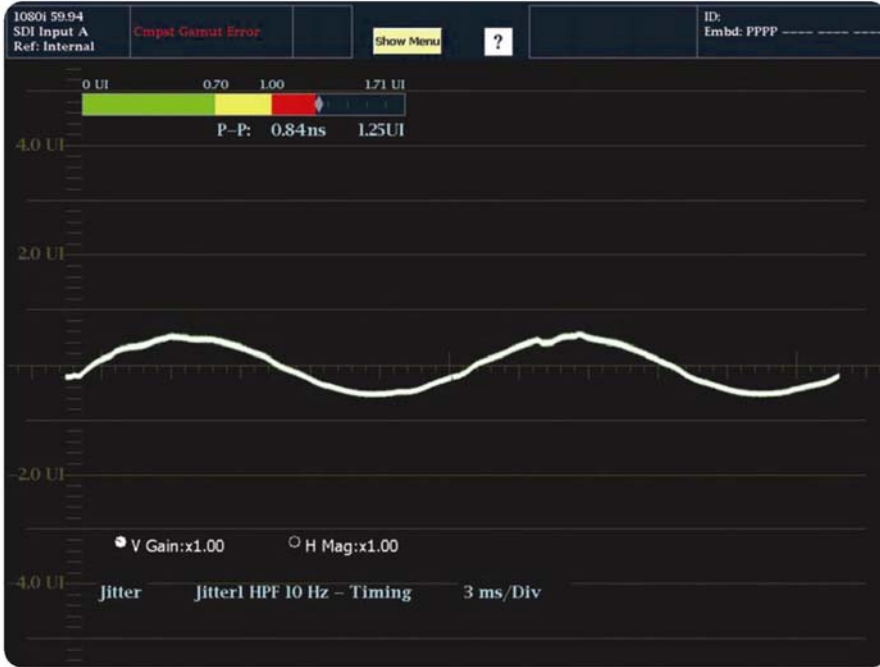 1080i 59.94
SDI Input A
Ref: Internal
Cmpst Gamut Error
Show Menu
?
ID:
Embd: PPPP ---- ---- ----
0 UI 0.70 1.00 1.71 UI
P-P: 0.84ns 1.25UI
4.0 UI
2.0 UI
-2.0 UI
V Gain:x1.00 H Mag:x1.00
-4.0 UI
Jitter Jitter1 HPF 10 Hz - Timing 3 ms/Div